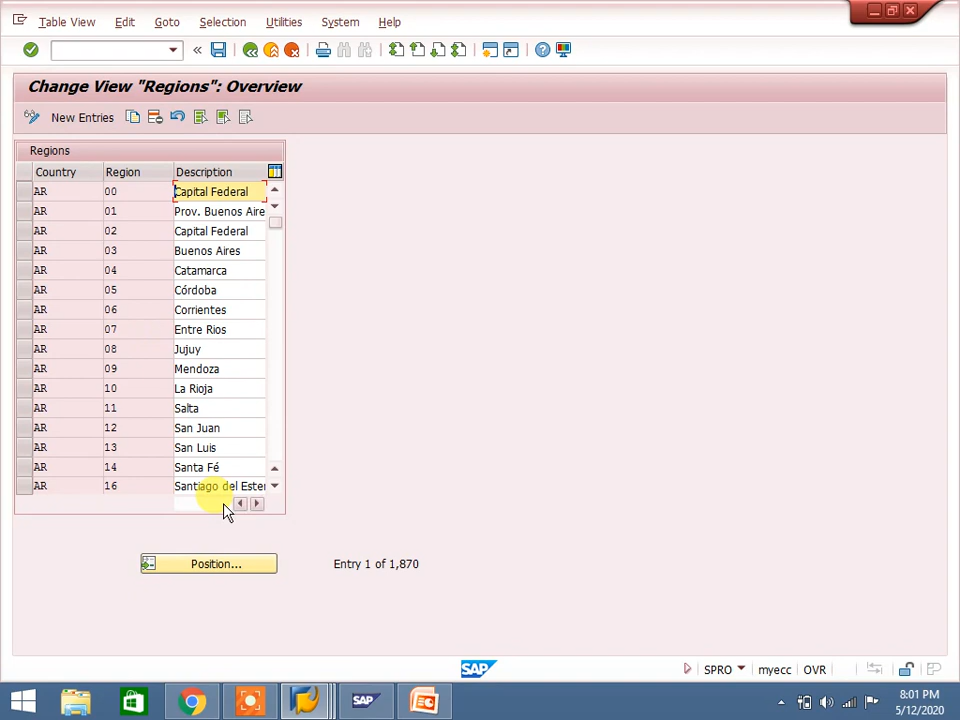 Table View Edit Goto Selection Utilities System Help
Change View "Regions": Overview
New Entries
Regions
Country Region Description
AR 00 Capital Federal
AR 01 Prov. Buenos Aire
AR 02 Capital Federal
AR 03 Buenos Aires
AR 04 Catamarca
AR 05 Córdoba
AR 06 Corrientes
AR 07 Entre Rios
AR 08 Jujuy
AR 09 Mendoza
AR 10 La Rioja
AR 11 Salta
AR 12 San Juan
AR 13 San Luis
AR 14 Santa Fé
AR 16 Santiago del Ester
Position... Entry 1 of 1,870
SAP SPRO myecc OVR
SAP 8:01 PM
5/12/2020